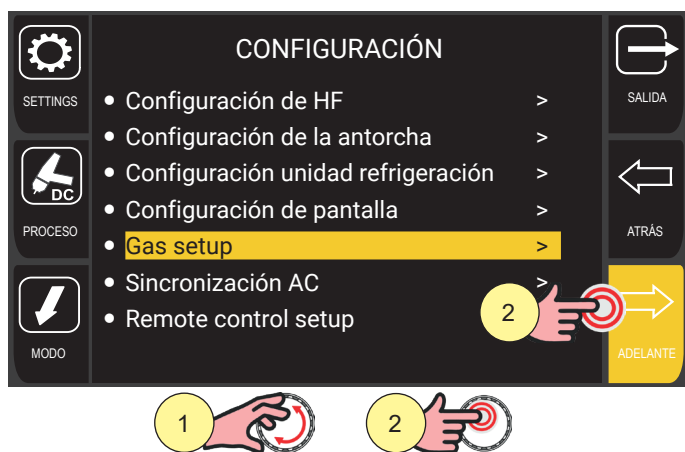 CONFIGURACIÓN
SETTINGS
SALIDA
Configuración de HF >
Configuración de la antorcha >
Configuración unidad refrigeración >
Configuración de pantalla >
Gas setup >
Sincronización AC >
Remote control setup
DC
PROCESO
ATRÁS
MODO
2
ADELANTE
1
2